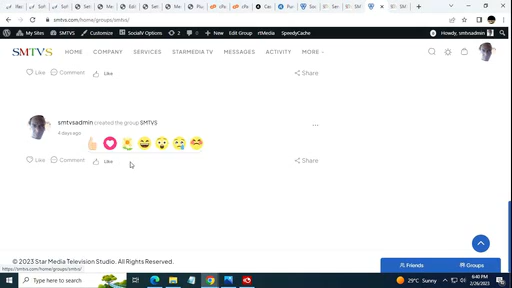 smtvs.com/home/groups/smtvs/
My Sites SMTVS Customize SocialV Options 2 0 New Edit Group rtMedia SpeedyCache Howdy, smtvsadmin
SMTVS HOME COMPANY SERVICES STARMEDIA TV MESSAGES ACTIVITY MORE
Like Comment Like Share
smtvsadmin created the group SMTVS
4 days ago
Like Comment Like Share
© 2023 Star Media Television Studio. All Rights Reserved.
Friends Groups
https://smtvs.com/home/groups/smtvs/
Type here to search
29°C Sunny
6:40 PM
2/26/2023